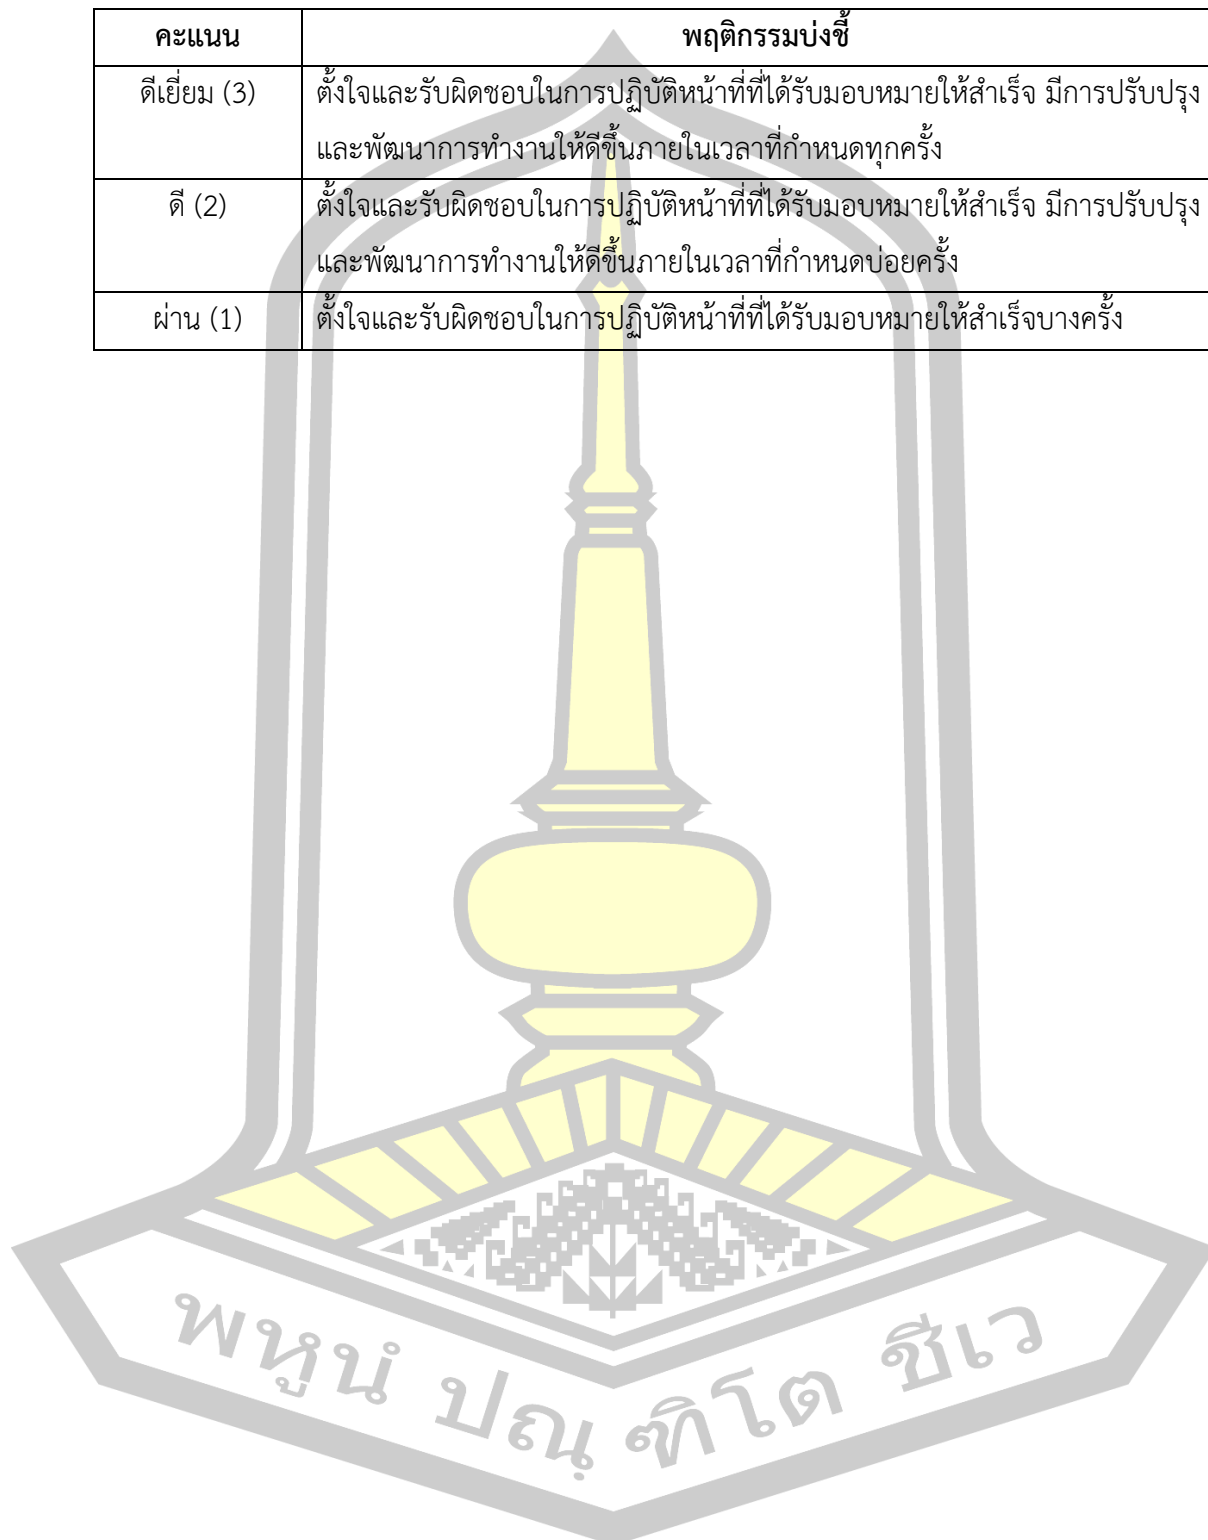 คะแนน พฤติกรรมบ่งชี้
ดีเยี่ยม (3) ตั้งใจและรับผิดชอบในการปฏิบัติหน้าที่ที่ได้รับมอบหมายให้สำเร็จ มีการปรับปรุง
และพัฒนาการทำงานให้ดีขึ้นภายในเวลาที่กำหนดทุกครั้ง
ดี (2) ตั้งใจและรับผิดชอบในการปฏิบัติหน้าที่ที่ได้รับมอบหมายให้สำเร็จ มีการปรับปรุง
และพัฒนาการทำงานให้ดีขึ้นภายในเวลาที่กำหนดบ่อยครั้ง
ผ่าน (1) ตั้งใจและรับผิดชอบในการปฏิบัติหน้าที่ที่ได้รับมอบหมายให้สำเร็จบางครั้ง
พหูนํ ปณฺ ฑิโต ชีเว